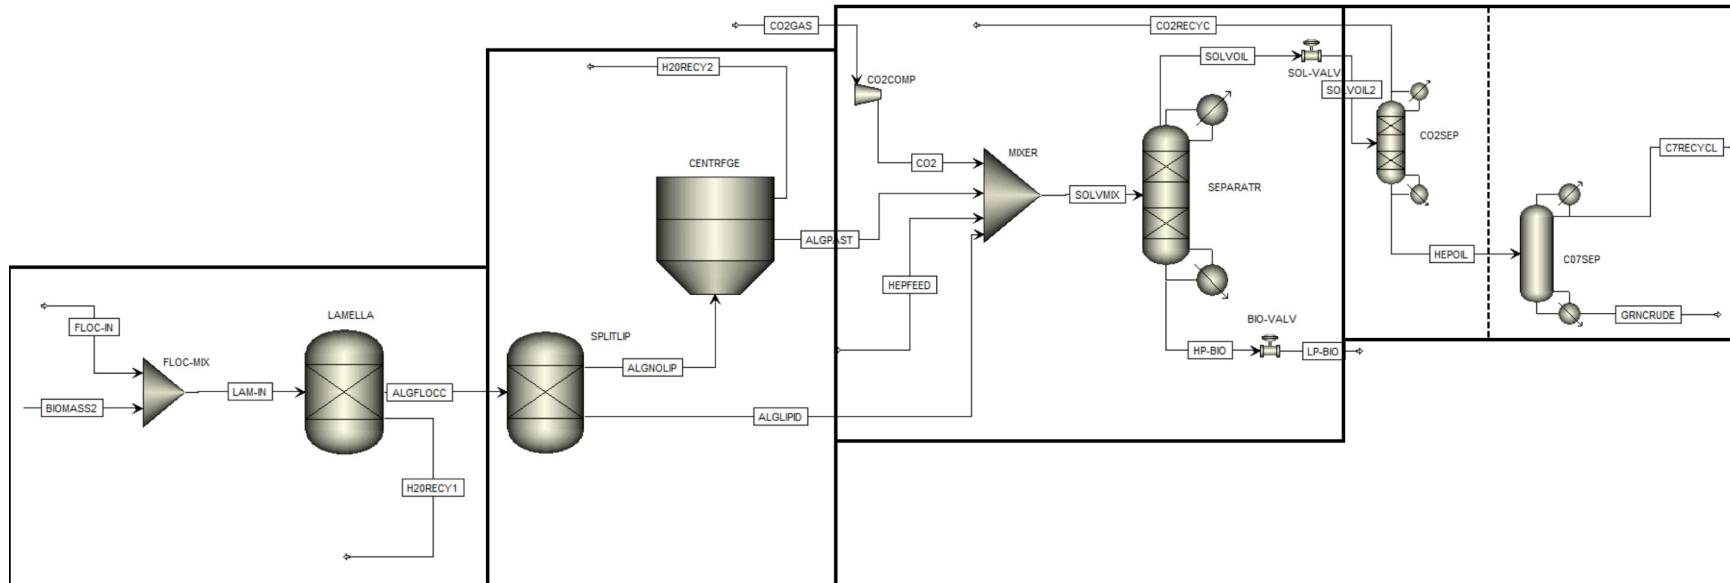 CO2GAS
CO2RECYC
SOLVOIL
SOL-VALV
SOLVOIL2
H20RECY2
CO2COMP
CO2SEP
C7RECYCL
CENTRFGE
MIXER
CO2
SEPARATR
SOLVMIX
ALGPAST
HEPOIL
C07SEP
HEPFEED
FLOC-IN
LAMELLA
SPLITLIP
BIO-VALV
GRNCRUDE
HP-BIO
LP-BIO
FLOC-MIX
ALGNOLIP
LAM-IN
ALGFLOCC
BIOMASS2
ALGLIPID
H20RECY1